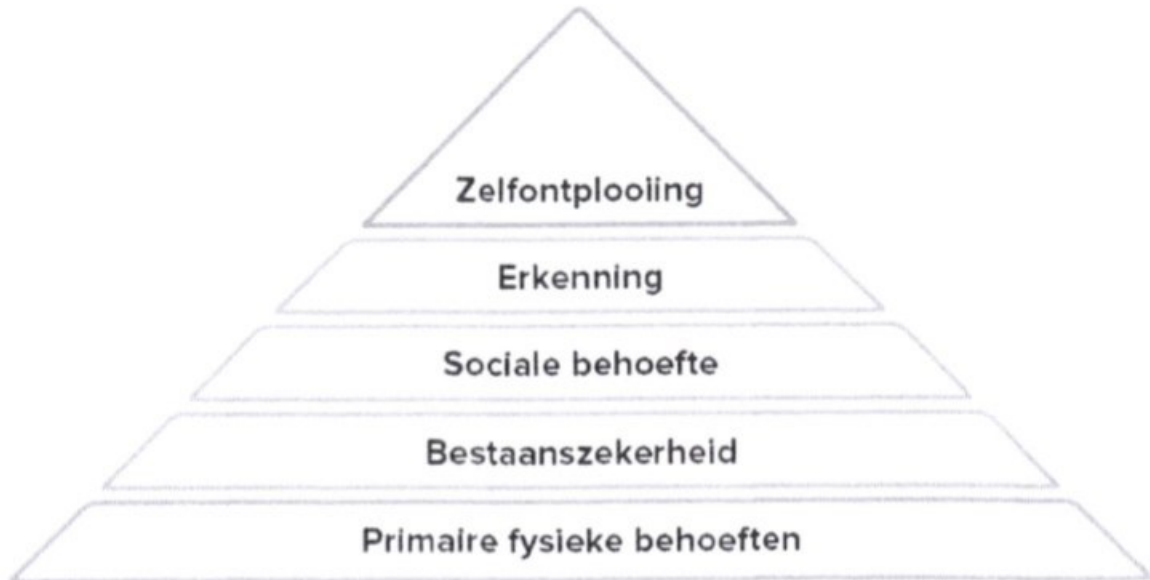 Zelfontplooiing
Erkenning
Sociale behoefte
Bestaanszekerheid
Primaire fysieke behoeften